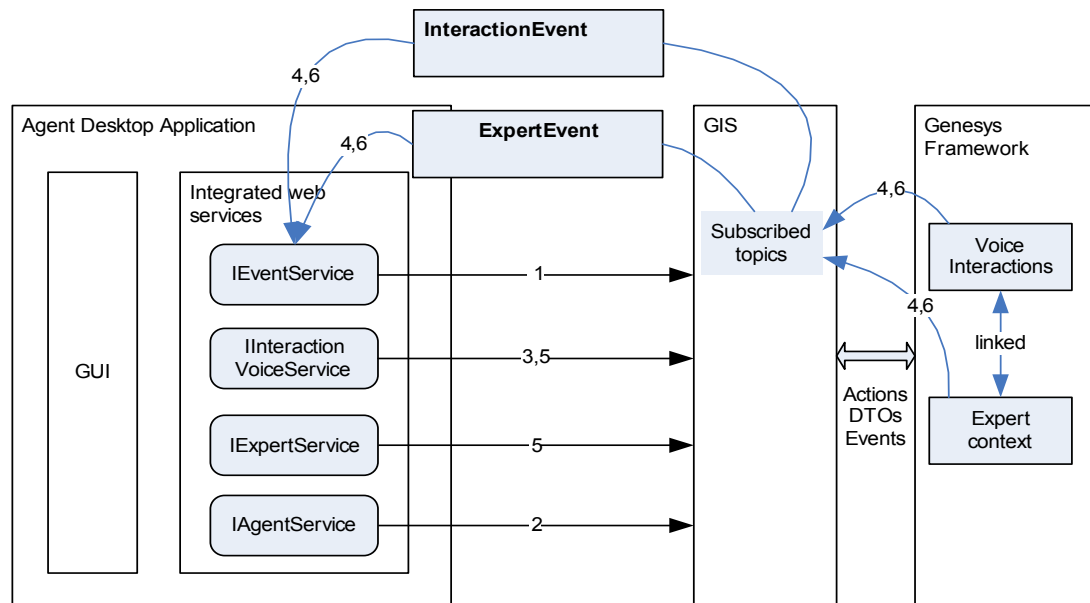 InteractionEvent
4,6
Agent Desktop Application
ExpertEvent
GIS
Genesys
Framework
4,6
Integrated web
services
4,6
Subscribed
topics
Voice
Interactions
IEventService
1
4,6
IInteraction
VoiceService
3,5
linked
GUI
Actions
DTOs
Events
Expert
context
IExpertService
5
IAgentService
2